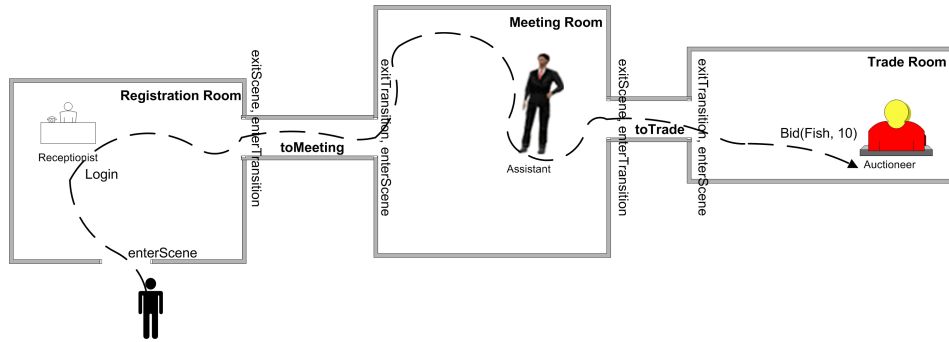 Registration Room
Receptionist
Login
enterScene
exitScene, enterTransition
toMeeting
exitTransition, enterScene
Meeting Room
Assistant
exitScene, enterTransition
toTrade
exitTransition, enterScene
Trade Room
Bid(Fish, 10)
Auctioneer